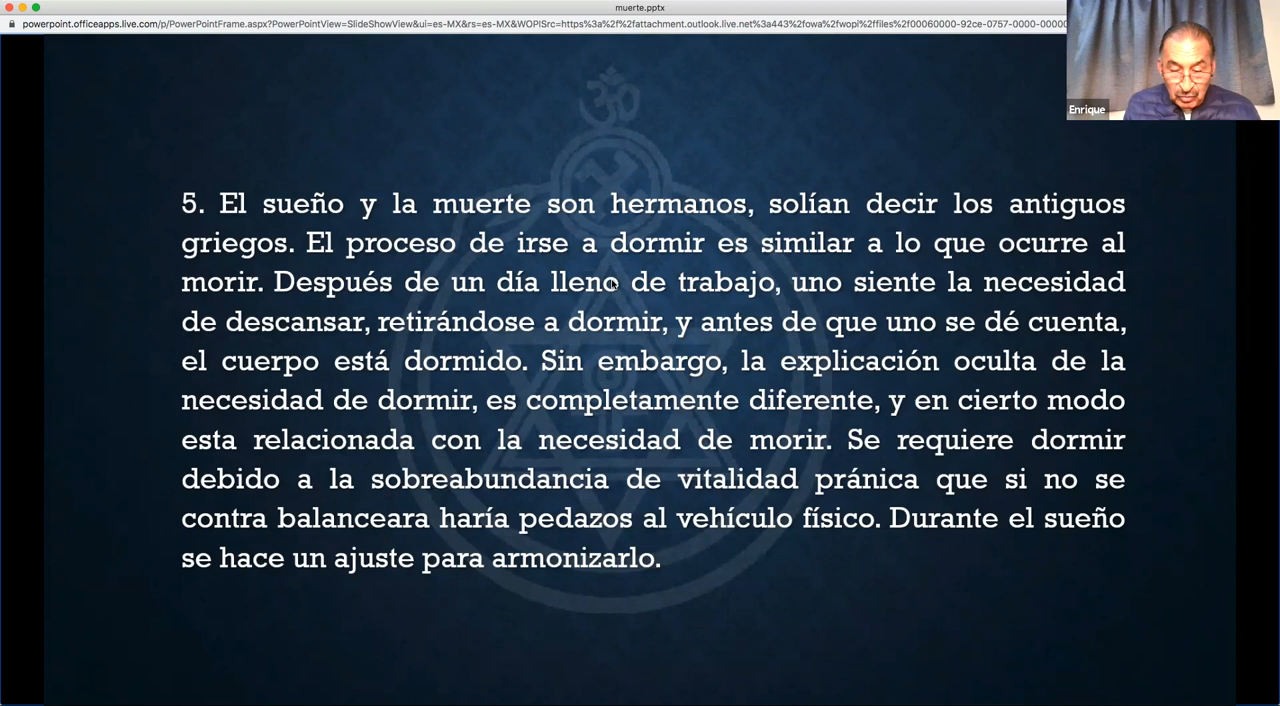 muerte.pptx
powerpoint.officeapps.live.com/p/PowerPointFrame.aspx?PowerPointView=SlideShowView&ui=es-MX&rs=es-MX&WOPISrc=https%3a%2f%2fattachment.outlook.live.net%3a443%2fowa%2fwopi%2ffiles%2f00060000-92ce-0757-0000-00000
Enrique
ॐ
5. El sueño y la muerte son hermanos, solían decir los antiguos
griegos. El proceso de irse a dormir es similar a lo que ocurre al
morir. Después de un día lleno de trabajo, uno siente la necesidad
de descansar, retirándose a dormir, y antes de que uno se dé cuenta,
el cuerpo está dormido. Sin embargo, la explicación oculta de la
necesidad de dormir, es completamente diferente, y en cierto modo
esta relacionada con la necesidad de morir. Se requiere dormir
debido a la sobreabundancia de vitalidad pránica que si no se
contra balanceara haría pedazos al vehículo físico. Durante el sueño
se hace un ajuste para armonizarlo.